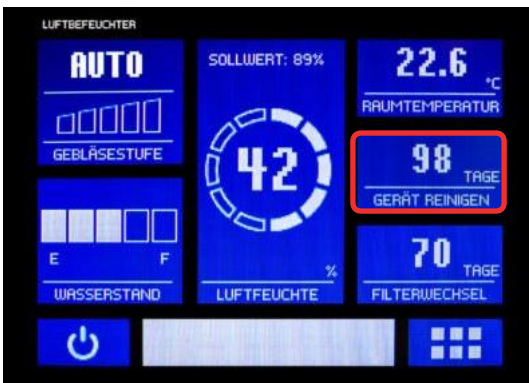 LUFTBEFEUCHTER
AUTO
GEBLÄSESTUFE
E F
WASSERSTAND
SOLLWERT: 89%
42
%
LUFTFEUCHTE
22.6 °C
RAUMTEMPERATUR
98 TAGE
GERÄT REINIGEN
70 TAGE
FILTERWECHSEL